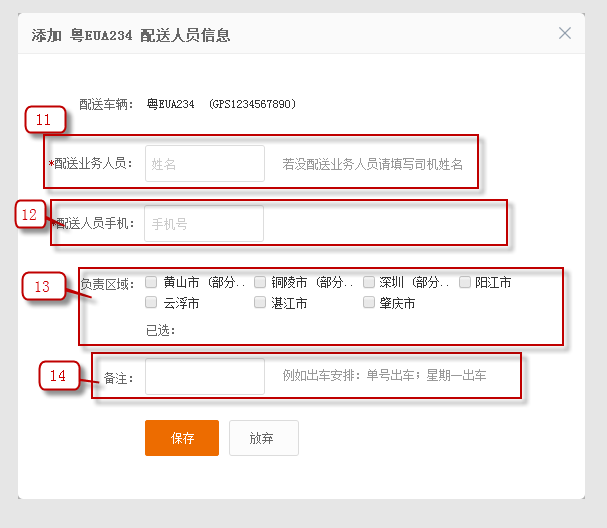 添加 粤EUA234 配送人员信息
配送车辆： 粤EUA234 （GPS1234567890）
11
*配送业务人员： 姓名 若没配送业务人员请填写司机姓名
12
*配送人员手机： 手机号
13
负责区域： 黄山市（部分.. 铜陵市（部分.. 深圳（部分.. 阳江市
云浮市 湛江市 肇庆市
已选：
14
备注： 例如出车安排：单号出车；星期一出车
保存 放弃